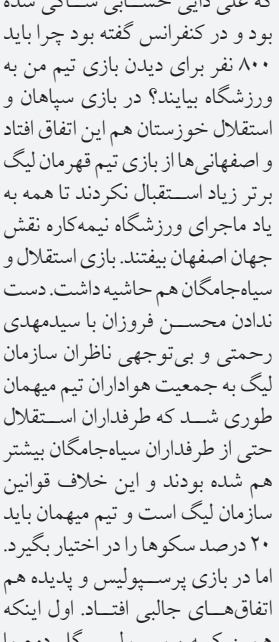 که علی دایی حسابی شاکی شده
بود و در کنفرانس گفته بود چرا باید
۸۰۰ نفر برای دیدن بازی تیم من به
ورزشگاه بیایند؟ در بازی سپاهان و
استقلال خوزستان هم این اتفاق افتاد
و اصفهانی‌ها از بازی تیم قهرمان لیگ
برتر زیاد استقبال نکردند تا همه به
یاد ماجرای ورزشگاه نیمه‌کاره نقش
جهان اصفهان بیفتند. بازی استقلال و
سیاه‌جامگان هم حاشیه داشت. دست
ندادن محسن فروزان با سیدمهدی
رحمتی و بی‌توجهی ناظران سازمان
لیگ به جمعیت هواداران تیم میهمان
طوری شد که طرفداران استقلال
حتی از طرفداران سیاه‌جامگان بیشتر
هم شده بودند و این خلاف قوانین
سازمان لیگ است و تیم میهمان باید
۲۰ درصد سکوها را در اختیار بگیرد.
اما در بازی پرسپولیس و پدیده هم
اتفاق‌های جالبی افتاد. اول اینکه